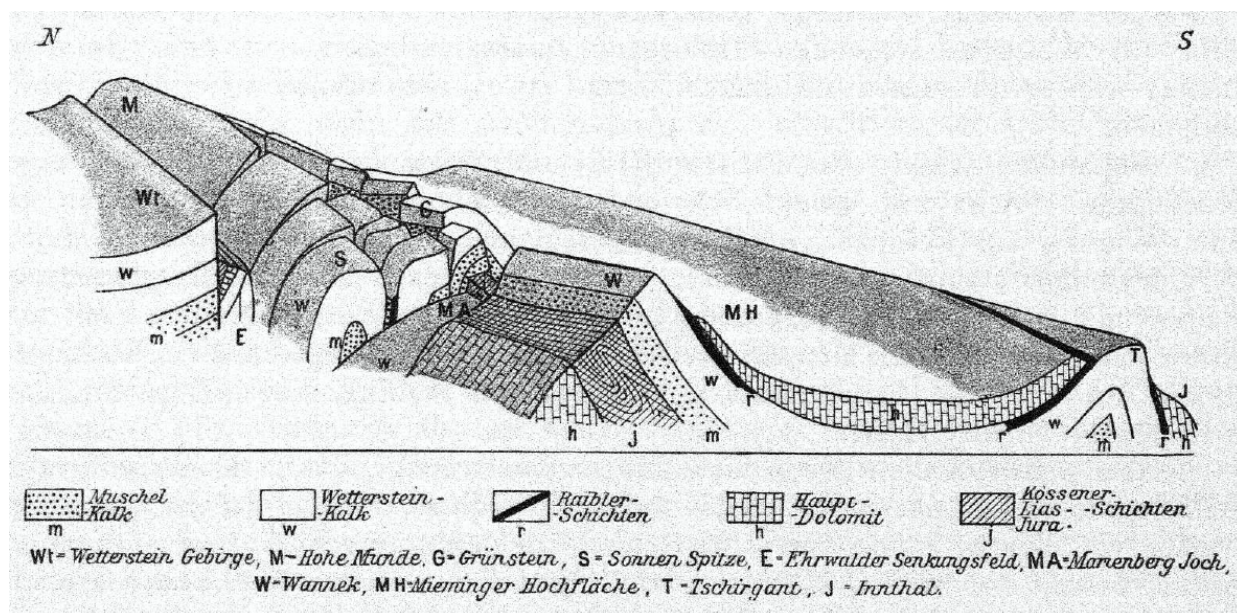 N S
M
Wt
G
W S W
w MH
MA
m E m w T
w w r h w J
h j m r m r h
Muschel Kalk Wetterstein- -Kalk Raibler- -Schichten Haupt- -Dolomit Kössener- Lias- -Schichten Jura-
m w r h j
Wt=Wetterstein Gebirge, M-Hohe Munde. G=Grünstein, S=Sonnen Spitze, E=Ehrwalder Senkungsfeld, MA=Marienberg Joch,
W-Wannek, MH=Mieminger Hochfläche, T-Tschirgant, J-Innthal.